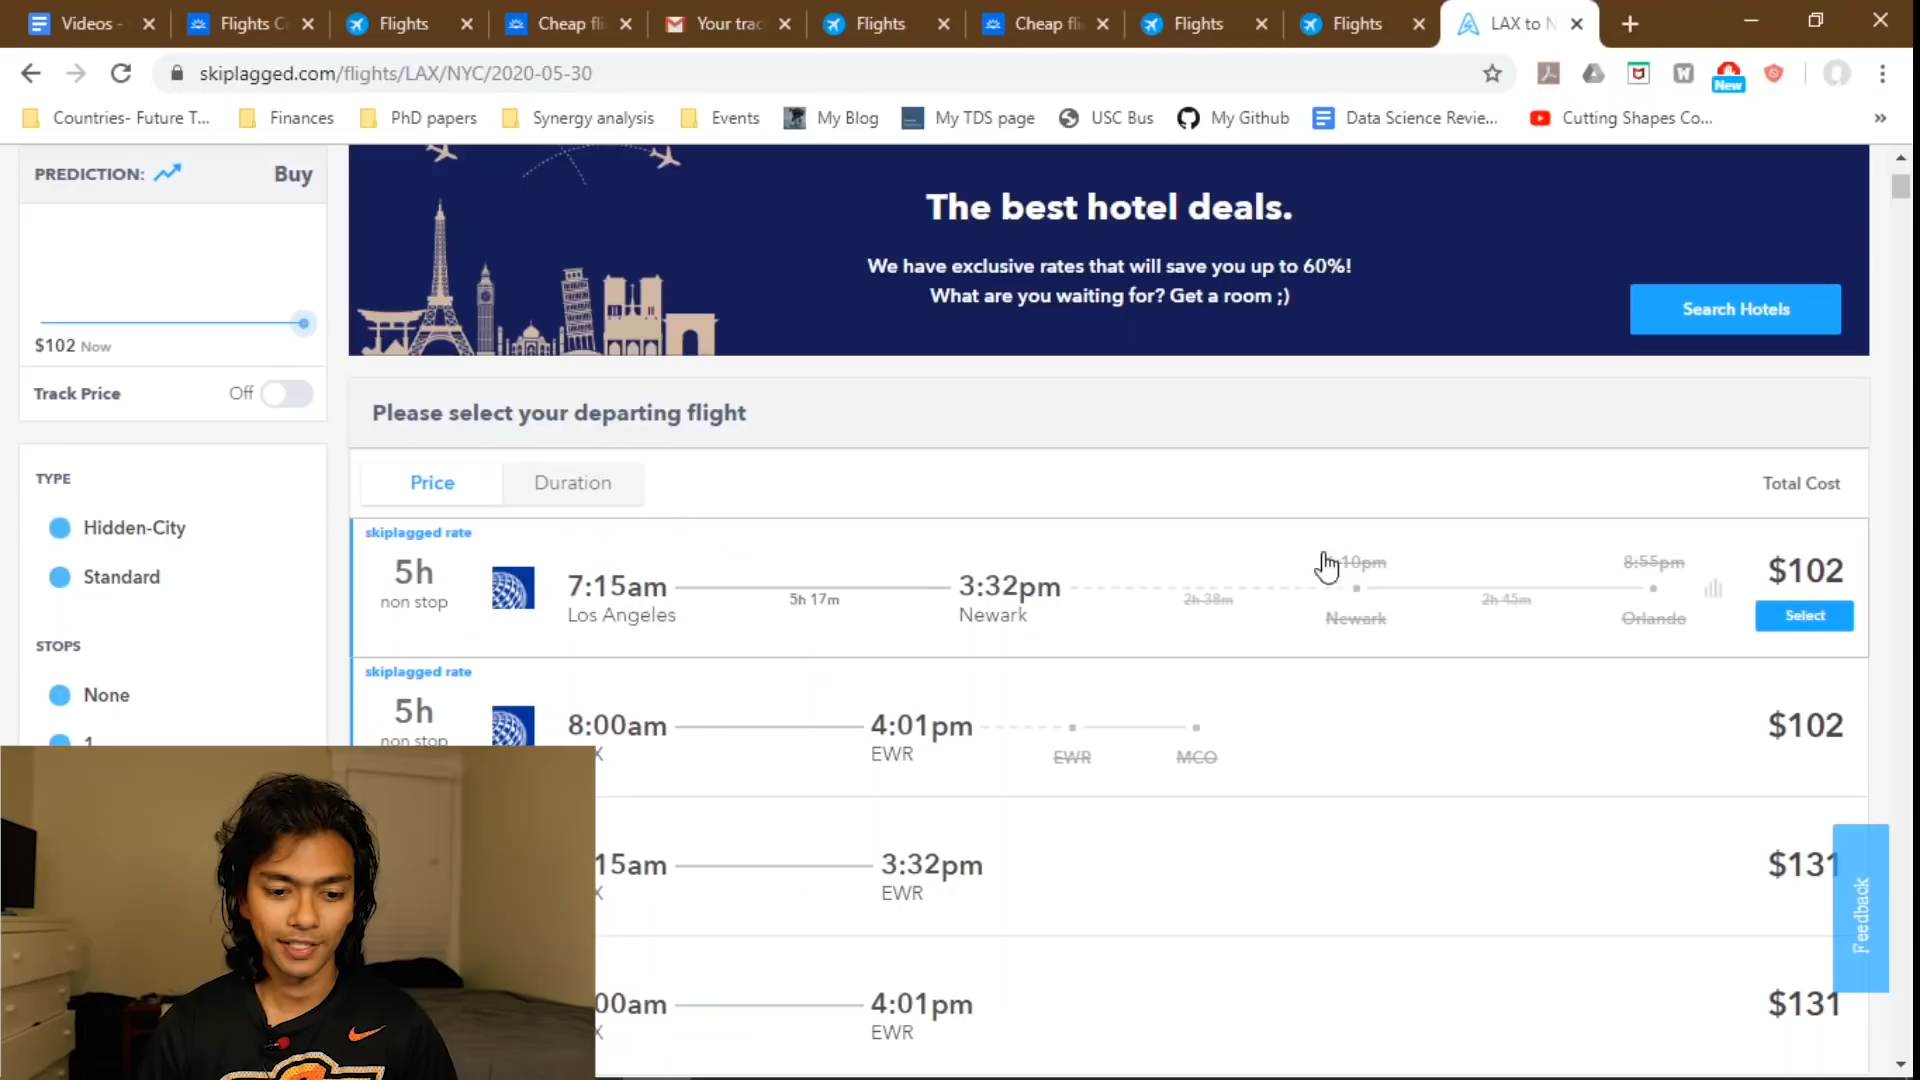 Videos -
Flights C
Flights
Cheap fli
Your trac
Flights
Cheap fli
Flights
Flights
LAX to N
skiplagged.com/flights/LAX/NYC/2020-05-30
New
Countries- Future T...
Finances
PhD papers
Synergy analysis
Events
My Blog
My TDS page
USC Bus
My Github
Data Science Revie...
Cutting Shapes Co...
»
PREDICTION:
Buy
$102 Now
Track Price
Off
TYPE
Hidden-City
Standard
STOPS
None
1
The best hotel deals.
We have exclusive rates that will save you up to 60%!
What are you waiting for? Get a room ;)
Search Hotels
Please select your departing flight
Price
Duration
Total Cost
skiplagged rate
5h
non stop
7:15am
Los Angeles
5h 17m
3:32pm
Newark
2h 38m
10pm
Newark
2h 45m
8:55pm
Orlando
$102
Select
skiplagged rate
5h
non stop
8:00am
X
4:01pm
EWR
EWR
MCO
$102
15am
X
3:32pm
EWR
$131
00am
X
4:01pm
EWR
$131
Feedback